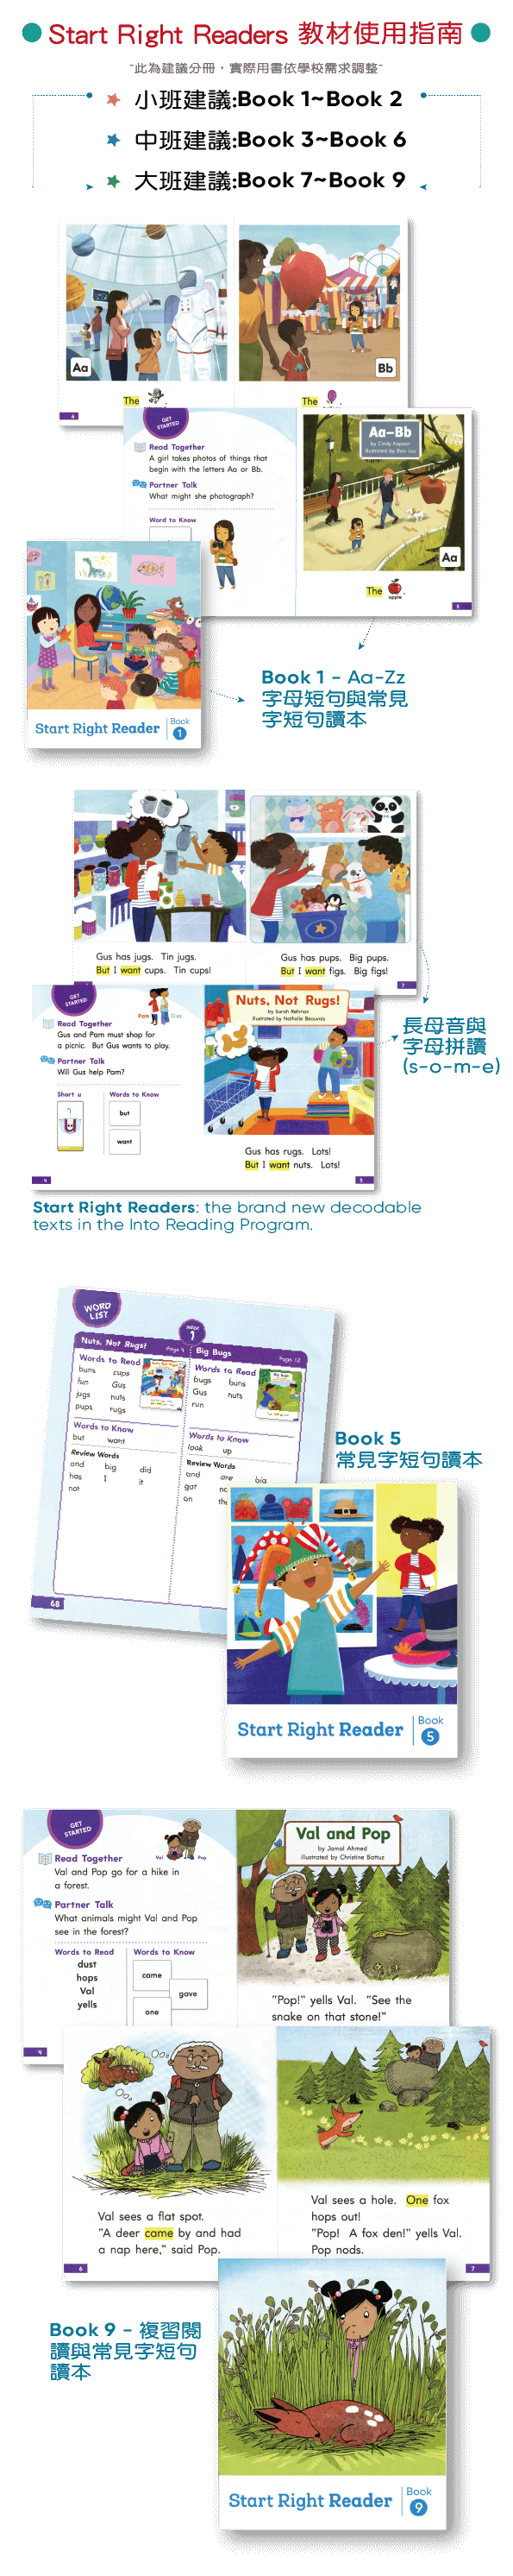 Start Right Readers 教材使用指南
~此為建議分冊，實際用書依學校需求調整~
小班建議:Book 1~Book 2
中班建議:Book 3~Book 6
大班建議:Book 7~Book 9
Aa
Bb
The
The
6
GET STARTED
Read Together
A girl takes photos of things that
begin with the letters Aa or Bb.
Partner Talk
What might she photograph?
Word to Know
Aa–Bb
by Cindy Kapoor
illustrated by Boo Luu
Aa
The
apple
5
Start Right Reader
Book
1
Book 1 - Aa-Zz
字母短句與常見
字短句讀本
Gus has jugs. Tin jugs.
But I want cups. Tin cups!
Gus has pups. Big pups.
But I want figs. Big figs!
7
GET STARTED
Pam
Gus
Read Together
Gus and Pam must shop for
a picnic. But Gus wants to play.
Partner Talk
Will Gus help Pam?
Short u
Words to Know
but
want
4
Nuts, Not Rugs!
by Sarah Rehman
illustrated by Nathalie Beauvais
Gus has rugs. Lots!
But I want nuts. Lots!
5
長母音與
字母拼讀
(s-o-m-e)
Start Right Readers: the brand new decodable
texts in the Into Reading Program.
WORD LIST
WEEK
1
Nuts, Not Rugs!
Page 4
Words to Read
buns cups
fun Gus
jugs nuts
pups rugs
Words to Know
but want
Review Words
and big did
has I it
not
Big Bugs
Page 12
Words to Read
bugs buns
Gus nuts
run
Words to Know
look up
Review Words
and are big
got
on
68
Book 5
常見字短句讀本
Start Right Reader
Book
5
GET STARTED
Val
Pop
Read Together
Val and Pop go for a hike in
a forest.
Partner Talk
What animals might Val and Pop
see in the forest?
Words to Read
dust
hops
Val
yells
Words to Know
came
gave
one
4
Val and Pop
by Jamal Ahmed
illustrated by Christine Battuz
"Pop!" yells Val. "See the
snake on that stone!"
Val sees a flat spot.
"A deer came by and had
a nap here," said Pop.
6
Val sees a hole. One fox
hops out!
"Pop! A fox den!" yells Val.
Pop nods.
7
Book 9 - 複習閱
讀與常見字短句
讀本
Start Right Reader
Book
9